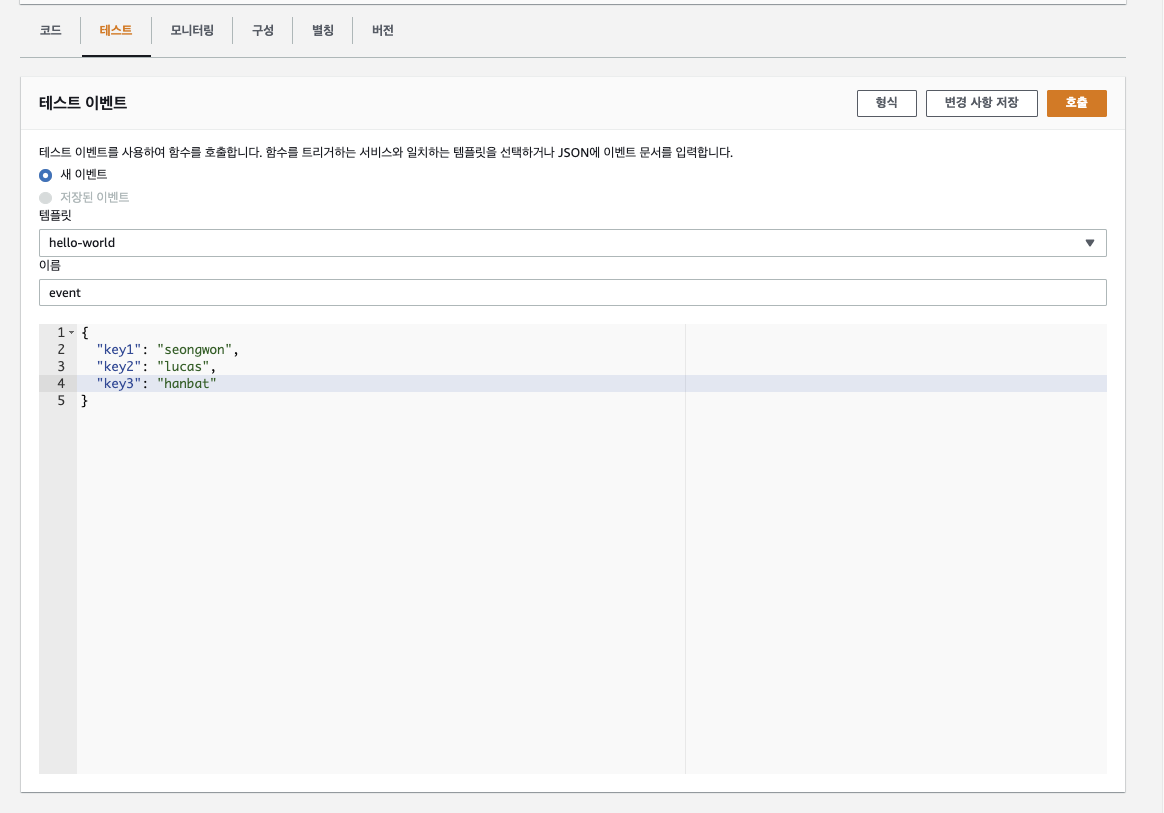 코드 테스트 모니터링 구성 별칭 버전
테스트 이벤트 형식 변경 사항 저장 호출
테스트 이벤트를 사용하여 함수를 호출합니다. 함수를 트리거하는 서비스와 일치하는 템플릿을 선택하거나 JSON에 이벤트 문서를 입력합니다.
새 이벤트
저장된 이벤트
템플릿
hello-world
이름
event
1 {
2 "key1": "seongwon",
3 "key2": "lucas",
4 "key3": "hanbat"
5 }